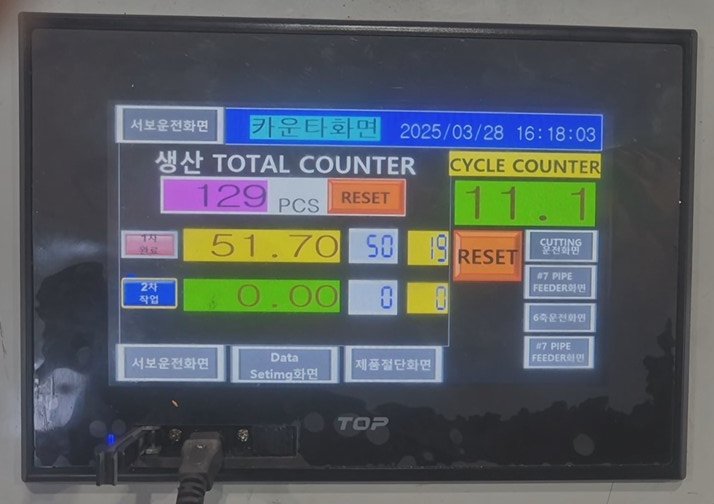 서보운전화면 카운타화면 2025/03/28 16:18:03
생산 TOTAL COUNTER CYCLE COUNTER
129 PCS RESET 11.1
1차
완료 51.70 50 19
RESET
CUTTING
운전화면
#7 PIPE
FEEDER화면
2차
작업 0.00 0 0
6축운전화면
#7 PIPE
FEEDER화면
서보운전화면
Data
Setimg화면
제품절단화면
TOP